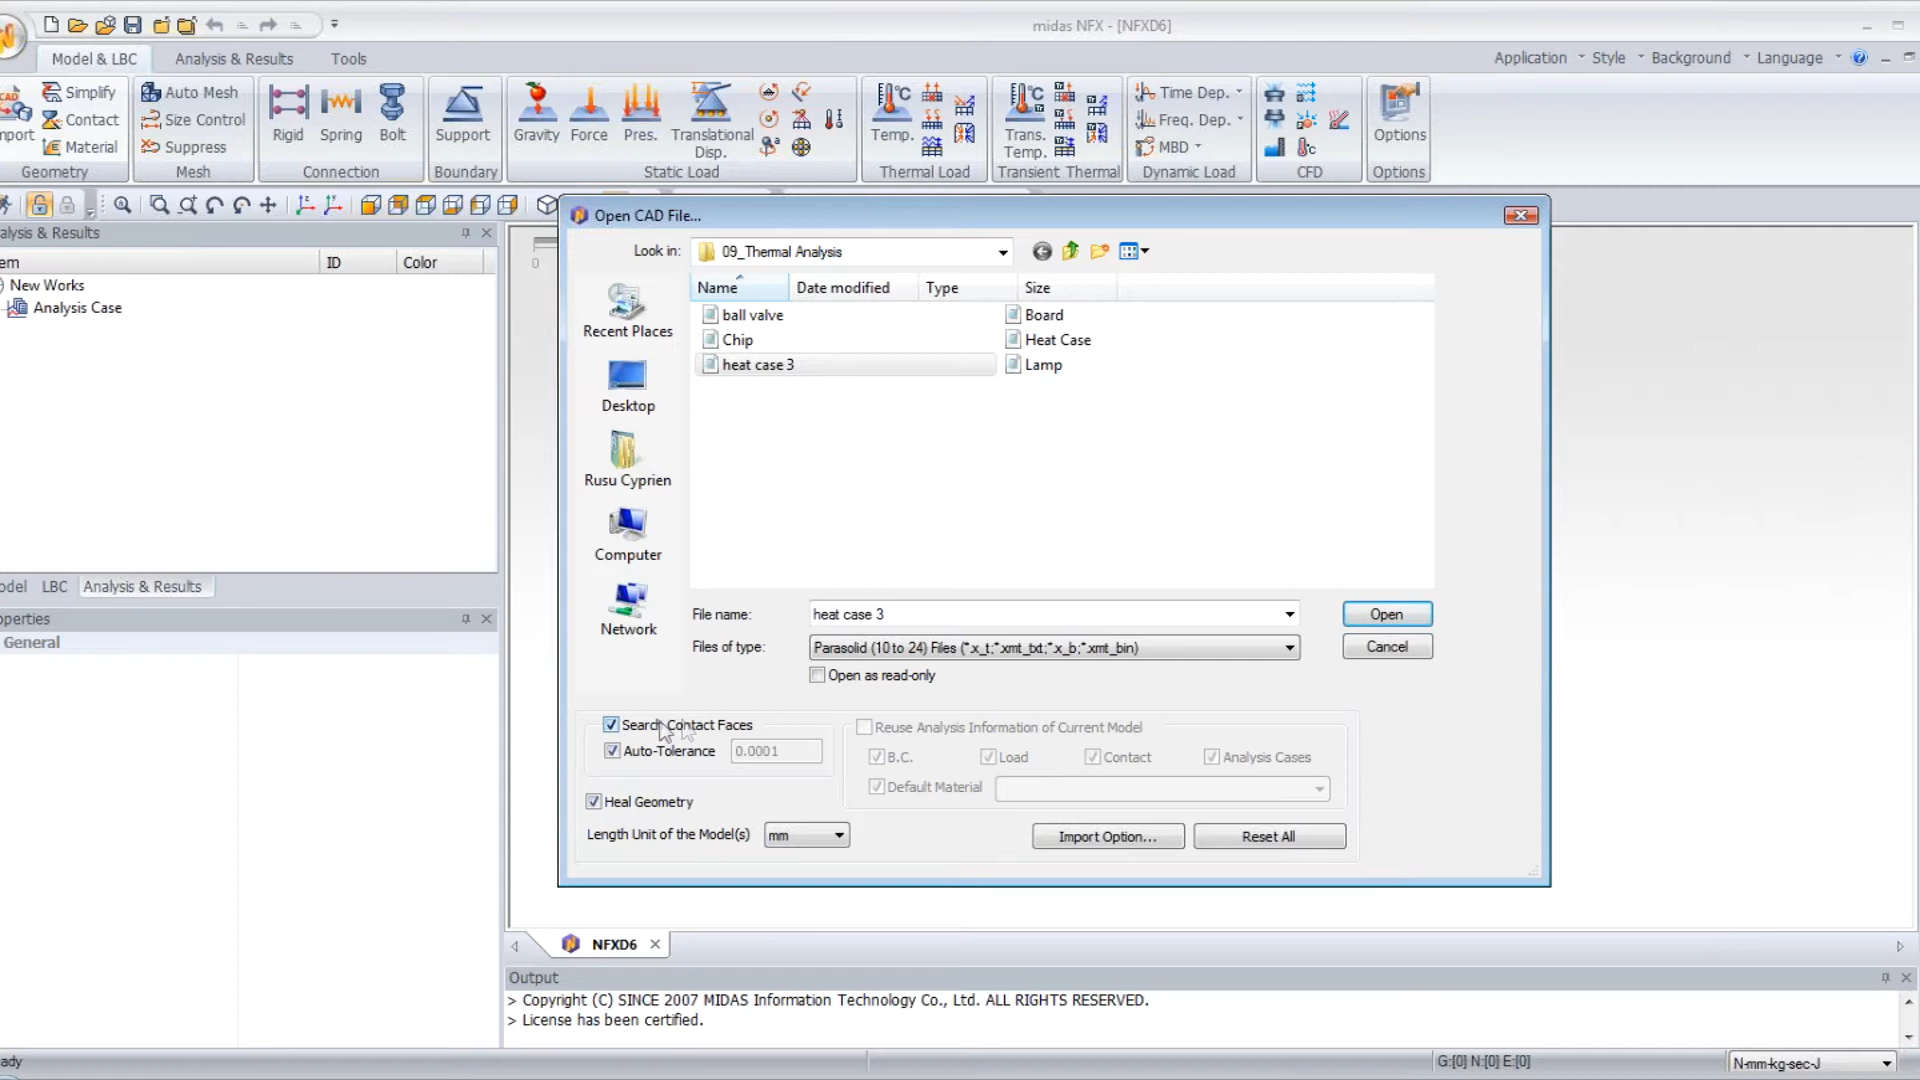 midas NFX - [NFXD6]
Model & LBC
Analysis & Results
Tools
Application
Style
Background
Language
Simplify
Contact
Material
Geometry
Auto Mesh
Size Control
Suppress
Mesh
Rigid
Spring
Bolt
Connection
Support
Boundary
Gravity
Force
Pres.
Translational
Disp.
Static Load
Temp.
Thermal Load
Trans.
Temp.
Transient Thermal
Time Dep.
Freq. Dep.
MBD
Dynamic Load
CFD
Options
Options
alysis & Results
em
ID
Color
New Works
Analysis Case
odel
LBC
Analysis & Results
operties
General
0
Open CAD File...
Look in:
09_Thermal Analysis
Name
Date modified
Type
Size
ball valve
Board
Chip
Heat Case
heat case 3
Lamp
Recent Places
Desktop
Rusu Cyprien
Computer
Network
File name:
heat case 3
Open
Files of type:
Parasolid (10 to 24) Files (*.x_t;*.xmt_txt;*.x_b;*.xmt_bin)
Cancel
Open as read-only
Search Contact Faces
Auto-Tolerance
0.0001
Reuse Analysis Information of Current Model
B.C.
Load
Contact
Analysis Cases
Default Material
Heal Geometry
Length Unit of the Model(s)
mm
Import Option...
Reset All
NFXD6
Output
> Copyright (C) SINCE 2007 MIDAS Information Technology Co., Ltd. ALL RIGHTS RESERVED.
> License has been certified.
ady
G:[0] N:[0] E:[0]
N-mm-kg-sec-J